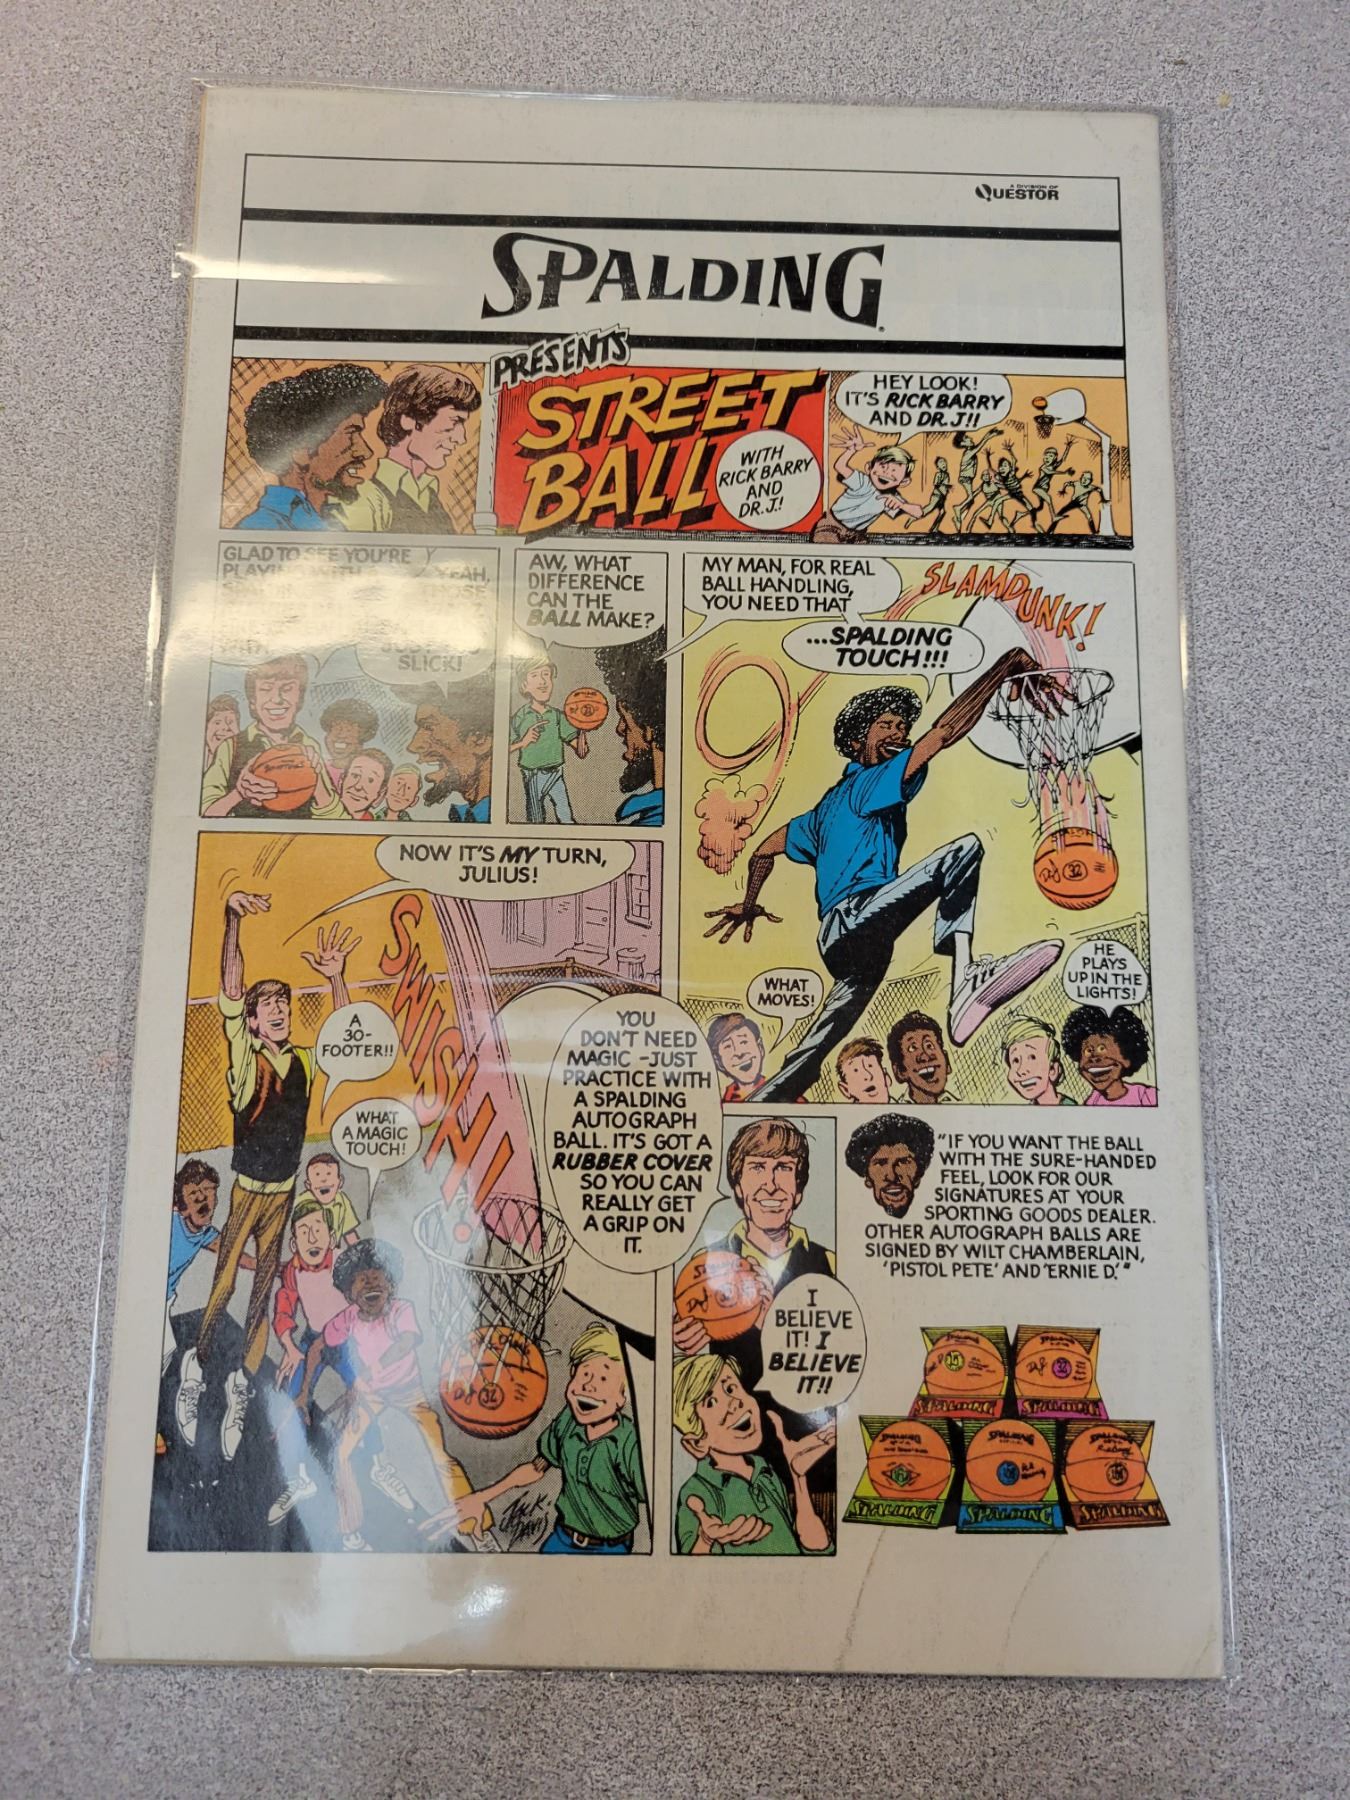 A DIVISION OF
QUESTOR
SPALDING
PRESENTS
STREET
BALL
WITH
RICK BARRY
AND
DR. J.!
HEY LOOK!
IT'S RICK BARRY
AND DR. J!!
GLAD TO SEE YOU'RE
YEAH,
THOSE
SLICK!
AW, WHAT
DIFFERENCE
CAN THE
BALL MAKE?
MY MAN, FOR REAL
BALL HANDLING,
YOU NEED THAT
...SPALDING
TOUCH!!!
SLAMDUNK!
NOW IT'S MY TURN,
JULIUS!
SWISH!!
A
30-
FOOTER!!
WHAT
A MAGIC
TOUCH!
WHAT
MOVES!
HE
PLAYS
UP IN THE
LIGHTS!
YOU
DON'T NEED
MAGIC -JUST
PRACTICE WITH
A SPALDING
AUTOGRAPH
BALL. IT'S GOT A
RUBBER COVER
SO YOU CAN
REALLY GET
A GRIP ON
IT.
I
BELIEVE
IT! I
BELIEVE
IT!!
"IF YOU WANT THE BALL
WITH THE SURE-HANDED
FEEL, LOOK FOR OUR
SIGNATURES AT YOUR
SPORTING GOODS DEALER.
OTHER AUTOGRAPH BALLS ARE
SIGNED BY WILT CHAMBERLAIN,
'PISTOL PETE' AND 'ERNIE D.'"
JACK
DAVIS
32
32
SPALDING
SPALDING
SPALDING
SPALDING
SPALDING